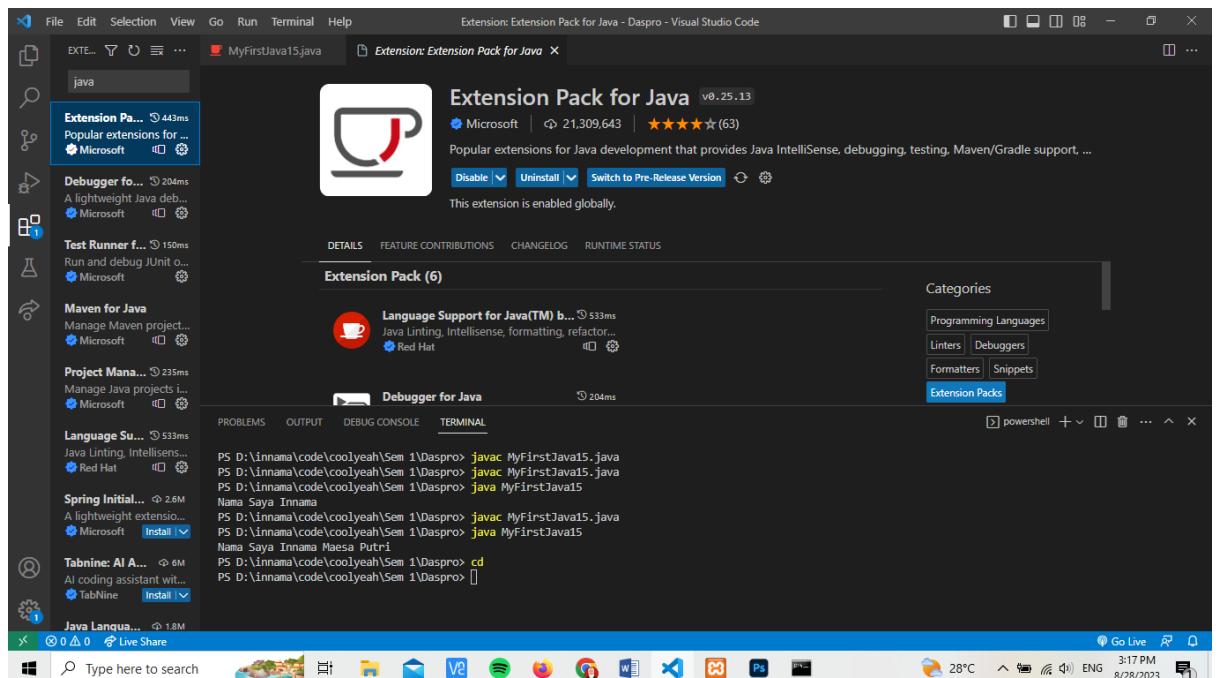 File Edit Selection View Go Run Terminal Help
Extension: Extension Pack for Java - Daspro - Visual Studio Code
EXTE...
MyFirstJava15.java
Extension: Extension Pack for Java
java
Extension Pa... 443ms
Popular extensions for ...
Microsoft
Debugger fo... 204ms
A lightweight Java deb...
Microsoft
Test Runner f... 150ms
Run and debug JUnit o...
Microsoft
Maven for Java
Manage Maven project...
Microsoft
Project Mana... 235ms
Manage Java projects i...
Microsoft
Language Su... 533ms
Java Linting, Intellisens...
Red Hat
Spring Initial... 2.6M
A lightweight extensio...
Microsoft Install
Tabnine: AI A... 6M
AI coding assistant wit...
TabNine Install
Java Langua... 1.8M
1
1
Extension Pack for Java v0.25.13
Microsoft 21,309,643 (63)
Popular extensions for Java development that provides Java IntelliSense, debugging, testing, Maven/Gradle support, ...
Disable Uninstall Switch to Pre-Release Version
This extension is enabled globally.
DETAILS FEATURE CONTRIBUTIONS CHANGELOG RUNTIME STATUS
Extension Pack (6)
Language Support for Java(TM) b... 533ms
Java Linting, Intellisense, formatting, refactor...
Red Hat
Debugger for Java 204ms
Categories
Programming Languages
Linters Debuggers
Formatters Snippets
Extension Packs
PROBLEMS OUTPUT DEBUG CONSOLE TERMINAL
powershell
PS D:\innama\code\coolyeah\Sem 1\Daspro> javac MyFirstJava15.java
PS D:\innama\code\coolyeah\Sem 1\Daspro> javac MyFirstJava15.java
PS D:\innama\code\coolyeah\Sem 1\Daspro> java MyFirstJava15
Nama Saya Innama
PS D:\innama\code\coolyeah\Sem 1\Daspro> javac MyFirstJava15.java
PS D:\innama\code\coolyeah\Sem 1\Daspro> java MyFirstJava15
Nama Saya Innama Maesa Putri
PS D:\innama\code\coolyeah\Sem 1\Daspro> cd
PS D:\innama\code\coolyeah\Sem 1\Daspro>
0 0 Live Share
Go Live
Type here to search
Ps
28°C
ENG
3:17 PM
8/28/2023